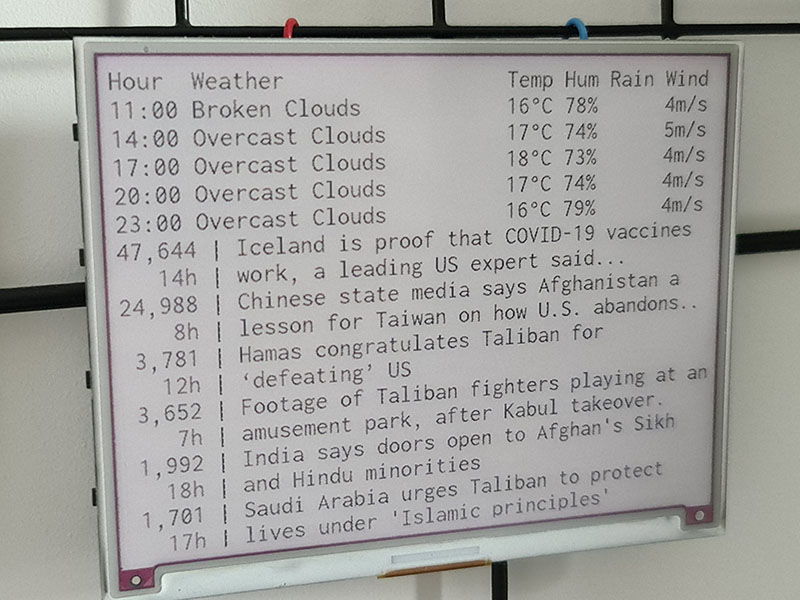 Hour Weather Temp Hum Rain Wind
11:00 Broken Clouds 16°C 78% 4m/s
14:00 Overcast Clouds 17°C 74% 5m/s
17:00 Overcast Clouds 18°C 73% 4m/s
20:00 Overcast Clouds 17°C 74% 4m/s
23:00 Overcast Clouds 16°C 79% 4m/s
47,644 | Iceland is proof that COVID-19 vaccines
14h | work, a leading US expert said...
24,988 | Chinese state media says Afghanistan a
8h | lesson for Taiwan on how U.S. abandons..
3,781 | Hamas congratulates Taliban for
12h | ‘defeating’ US
3,652 | Footage of Taliban fighters playing at an
7h | amusement park, after Kabul takeover.
1,992 | India says doors open to Afghan's Sikh
18h | and Hindu minorities
1,701 | Saudi Arabia urges Taliban to protect
17h | lives under 'Islamic principles'